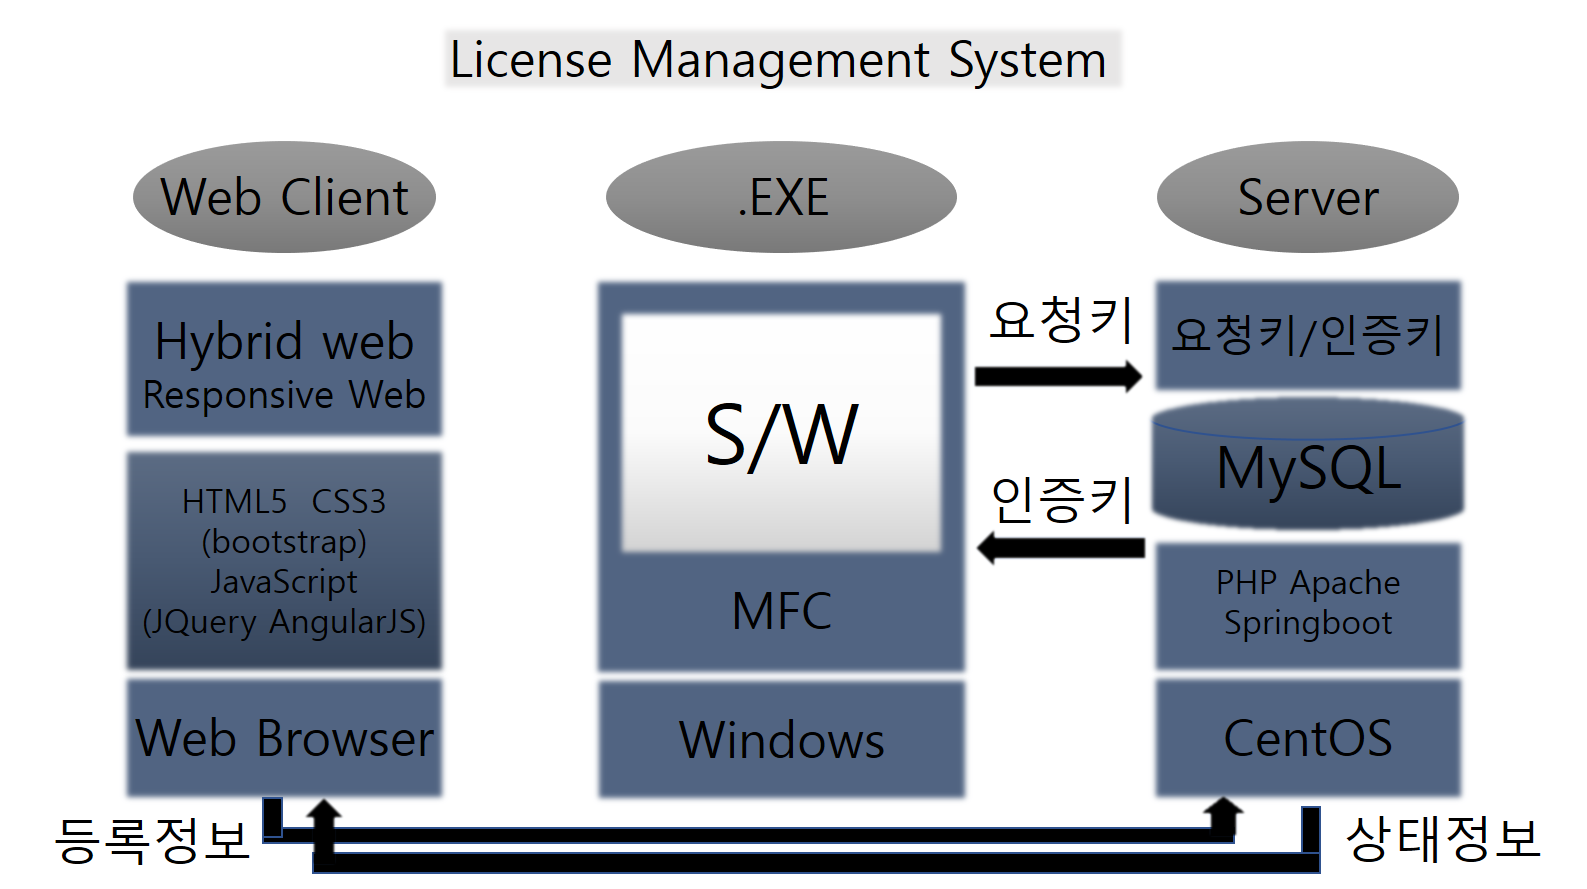 License Management System
Web Client
.EXE
Server
Hybrid web
Responsive Web
HTML5 CSS3
(bootstrap)
JavaScript
(JQuery AngularJS)
Web Browser
S/W
MFC
Windows
요청키
인증키
요청키/인증키
MySQL
PHP Apache
Springboot
CentOS
등록정보
상태정보